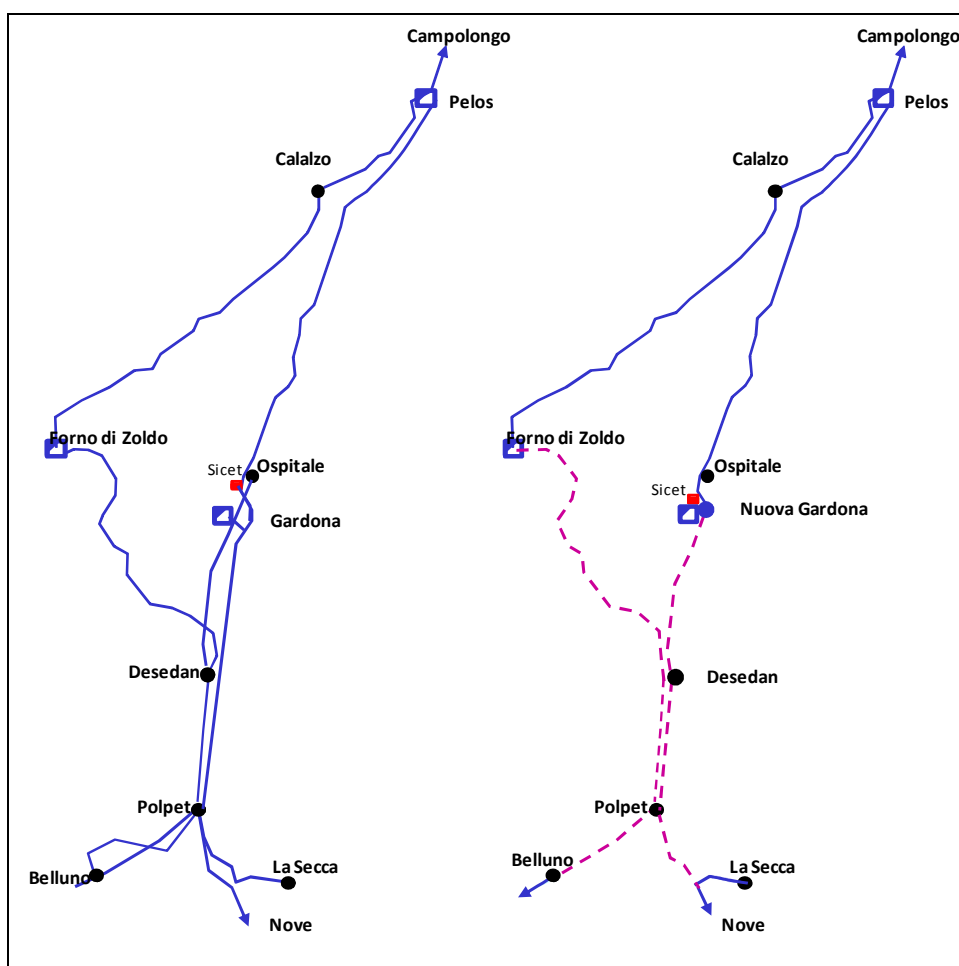 Campolongo
Pelos
Calalzo
Forno di Zoldo
Sicet
Ospitale
Gardona
Desedan
Polpet
Belluno
La Secca
Nove
Campolongo
Pelos
Calalzo
Forno di Zoldo
Ospitale
Sicet
Nuova Gardona
Desedan
Polpet
Belluno
La Secca
Nove